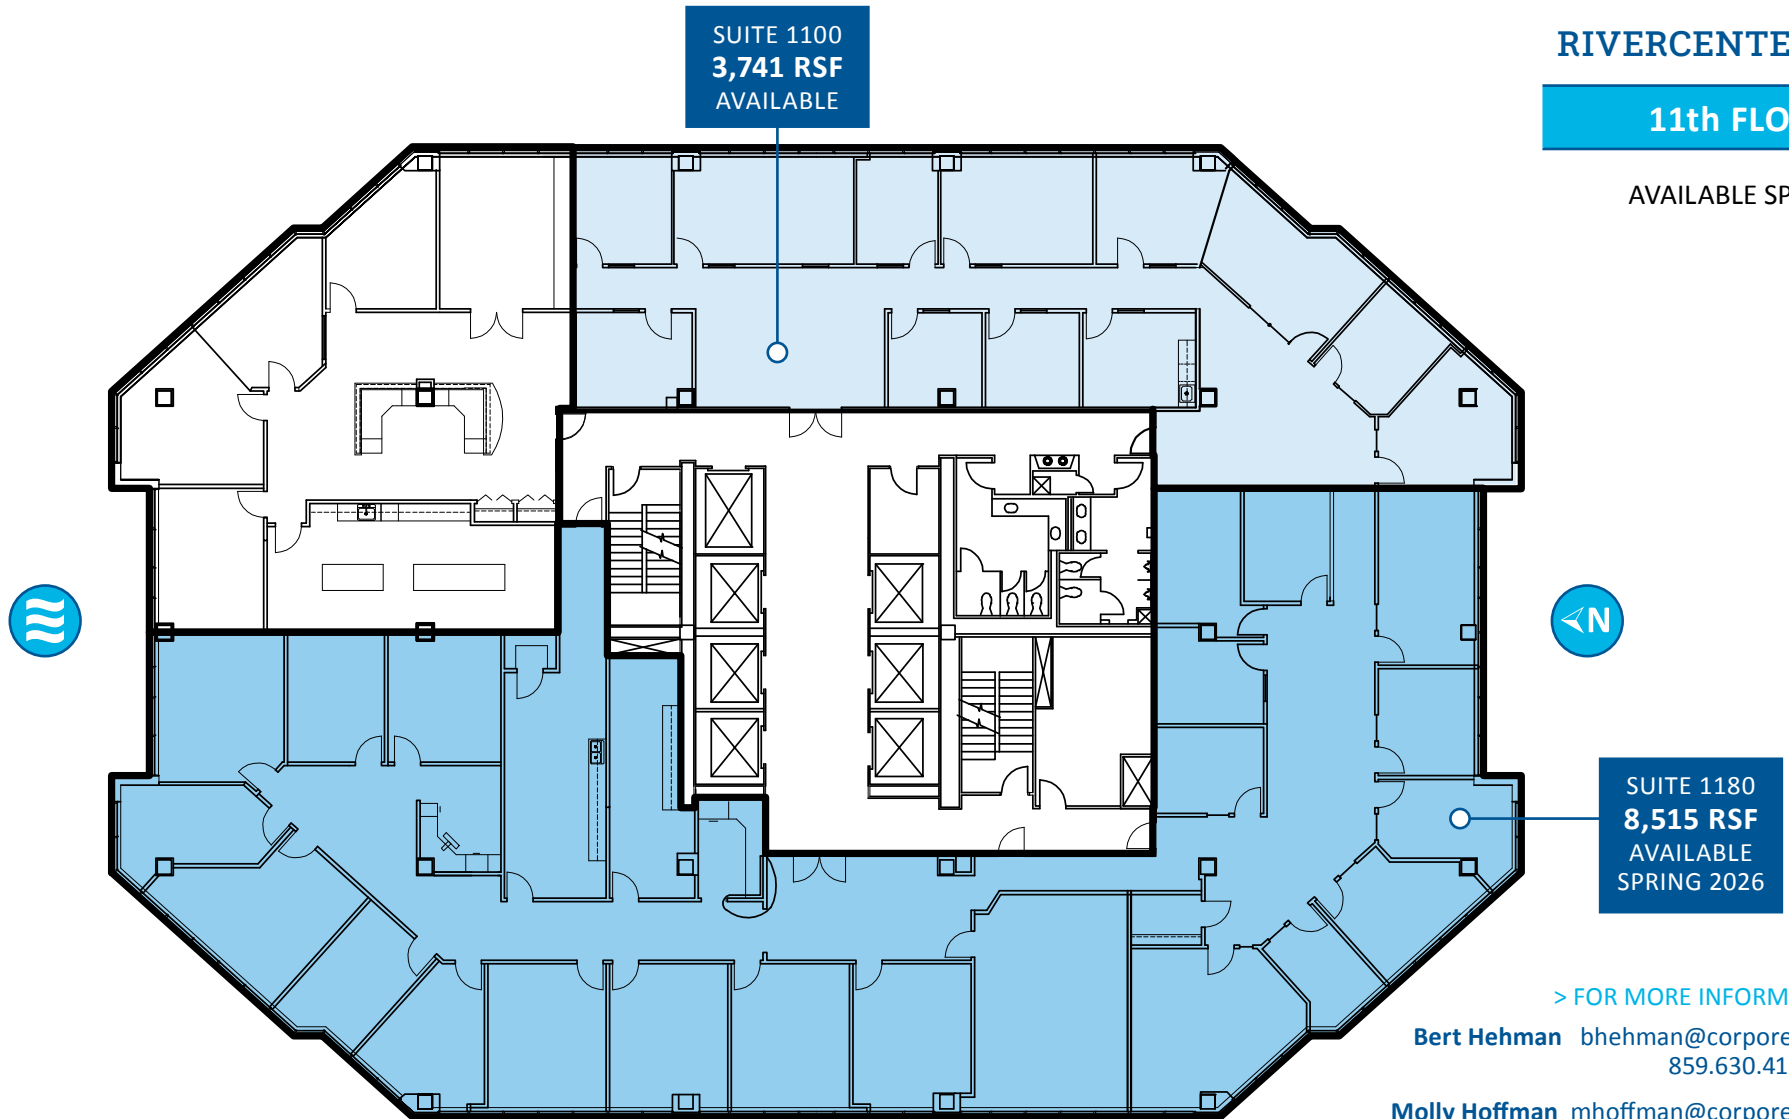 SUITE 1100
3,741 RSF
AVAILABLE
RIVERCENTE
11th FLO
AVAILABLE SP
N
SUITE 1180
8,515 RSF
AVAILABLE
SPRING 2026
> FOR MORE INFORM
Bert Hehman bhehman@corpore
859.630.41
Molly Hoffman mhoffman@corpore